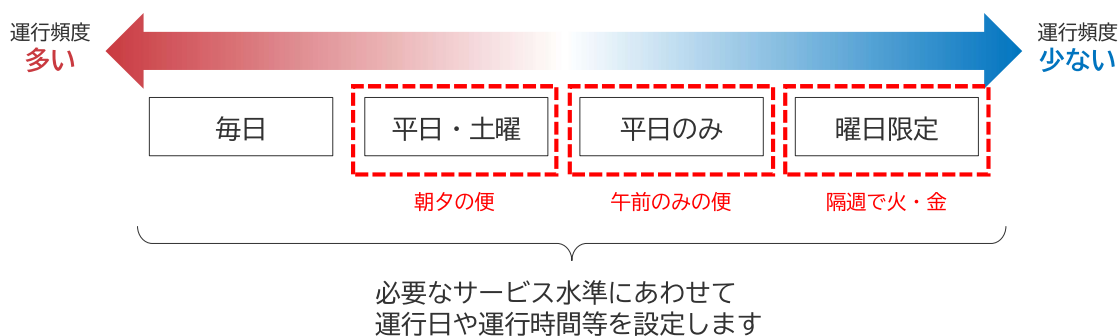 運行頻度
多い
運行頻度
少ない
毎日
平日・土曜
平日のみ
曜日限定
朝夕の便
午前のみの便
隔週で火・金
必要なサービス水準にあわせて
運行日や運行時間等を設定します